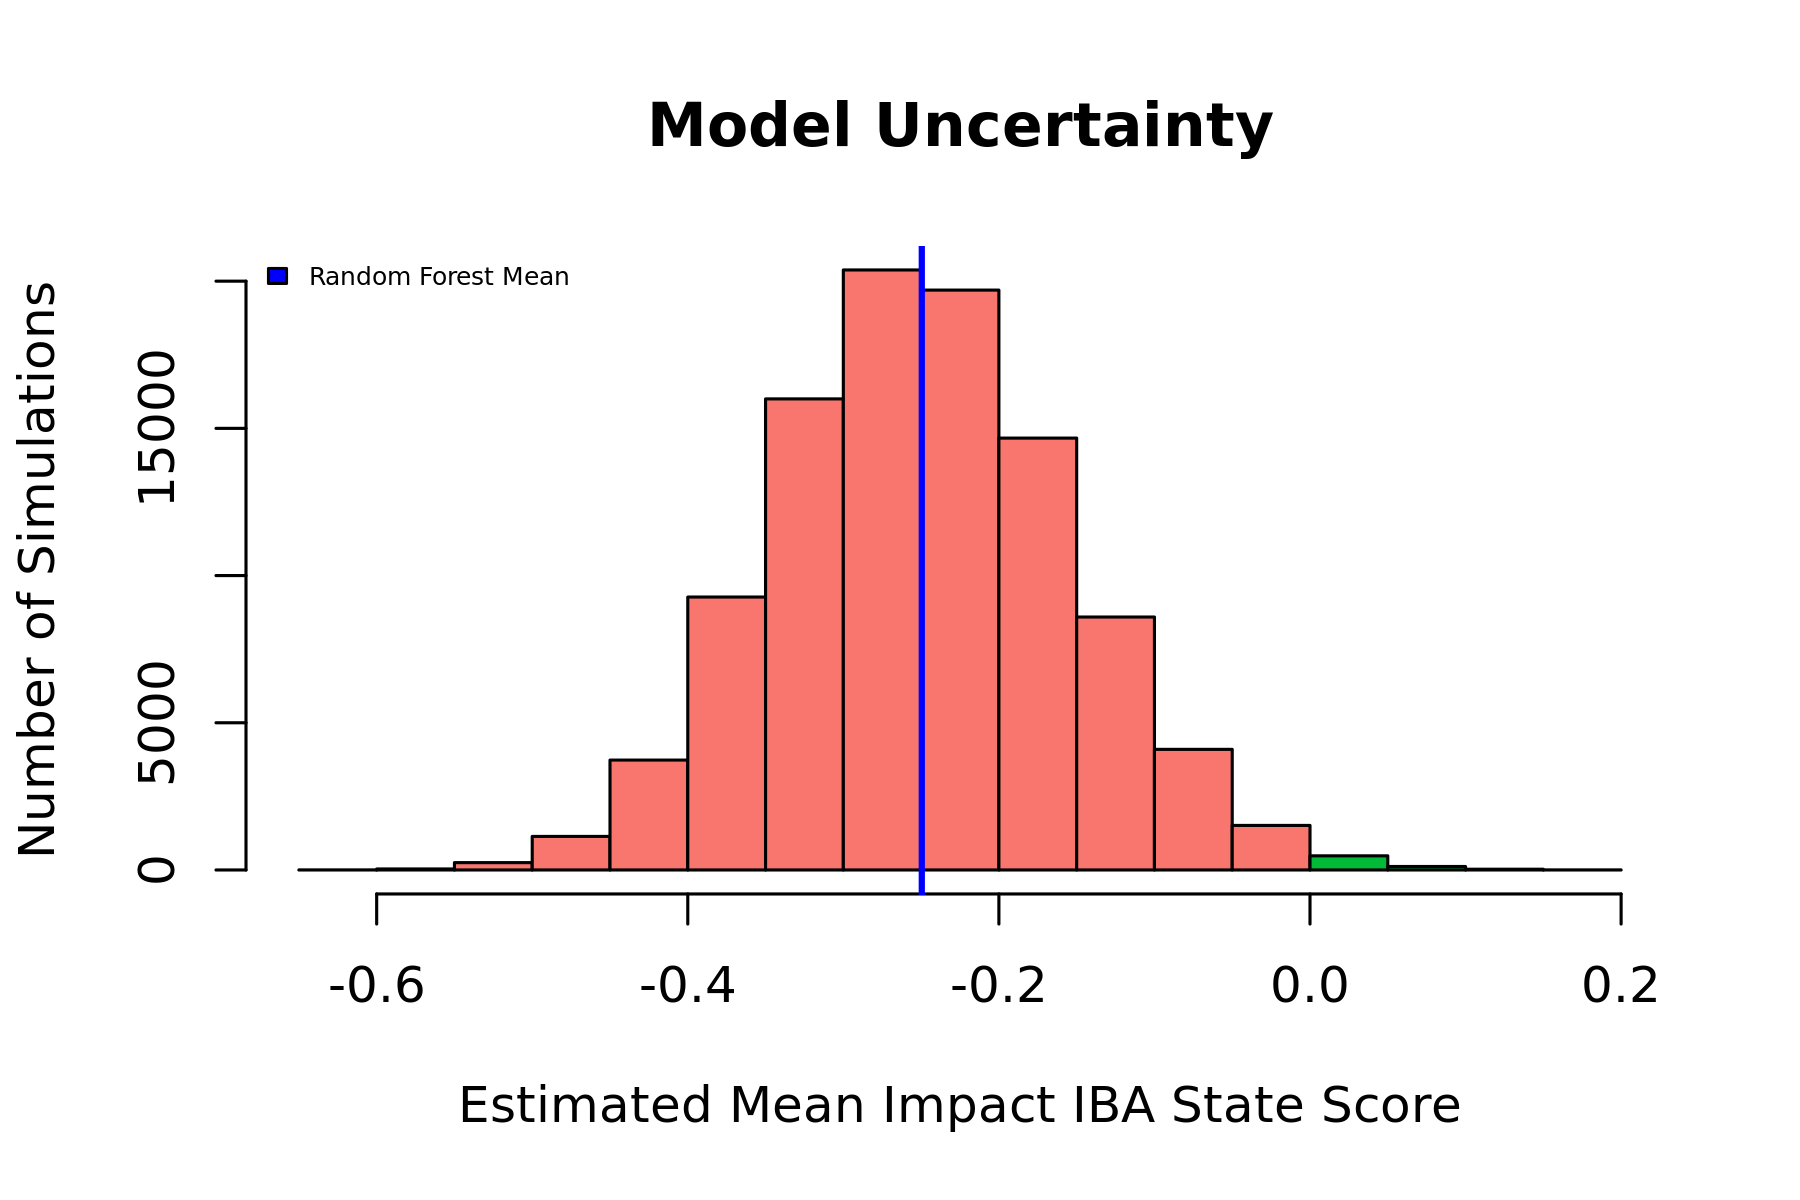 Model Uncertainty
Random Forest Mean
Number of Simulations
15000
5000
0
-0.6 -0.4 -0.2 0.0 0.2
Estimated Mean Impact IBA State Score